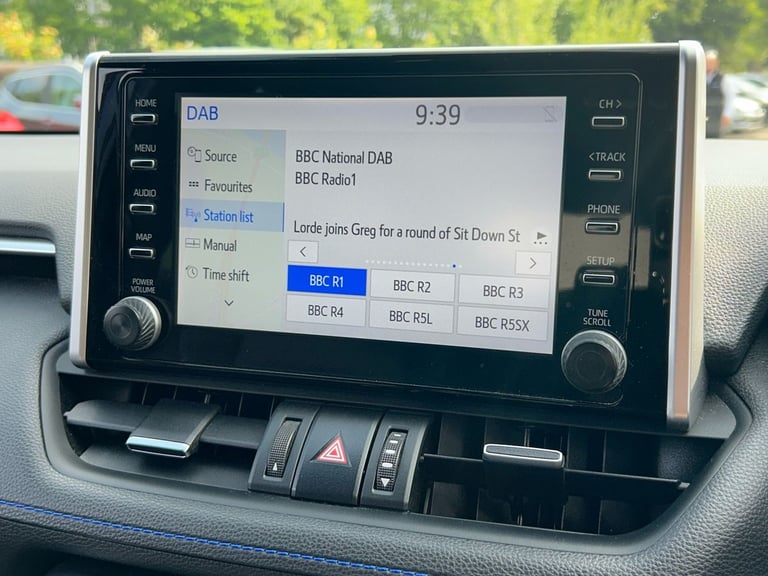 HOME
MENU
AUDIO
MAP
POWER
VOLUME
DAB
9:39
Source
Favourites
Station list
Manual
Time shift
BBC National DAB
BBC Radio1
Lorde joins Greg for a round of Sit Down St
BBC R1
BBC R2
BBC R3
BBC R4
BBC R5L
BBC R5SX
CH >
< TRACK
PHONE
SETUP
TUNE
SCROLL